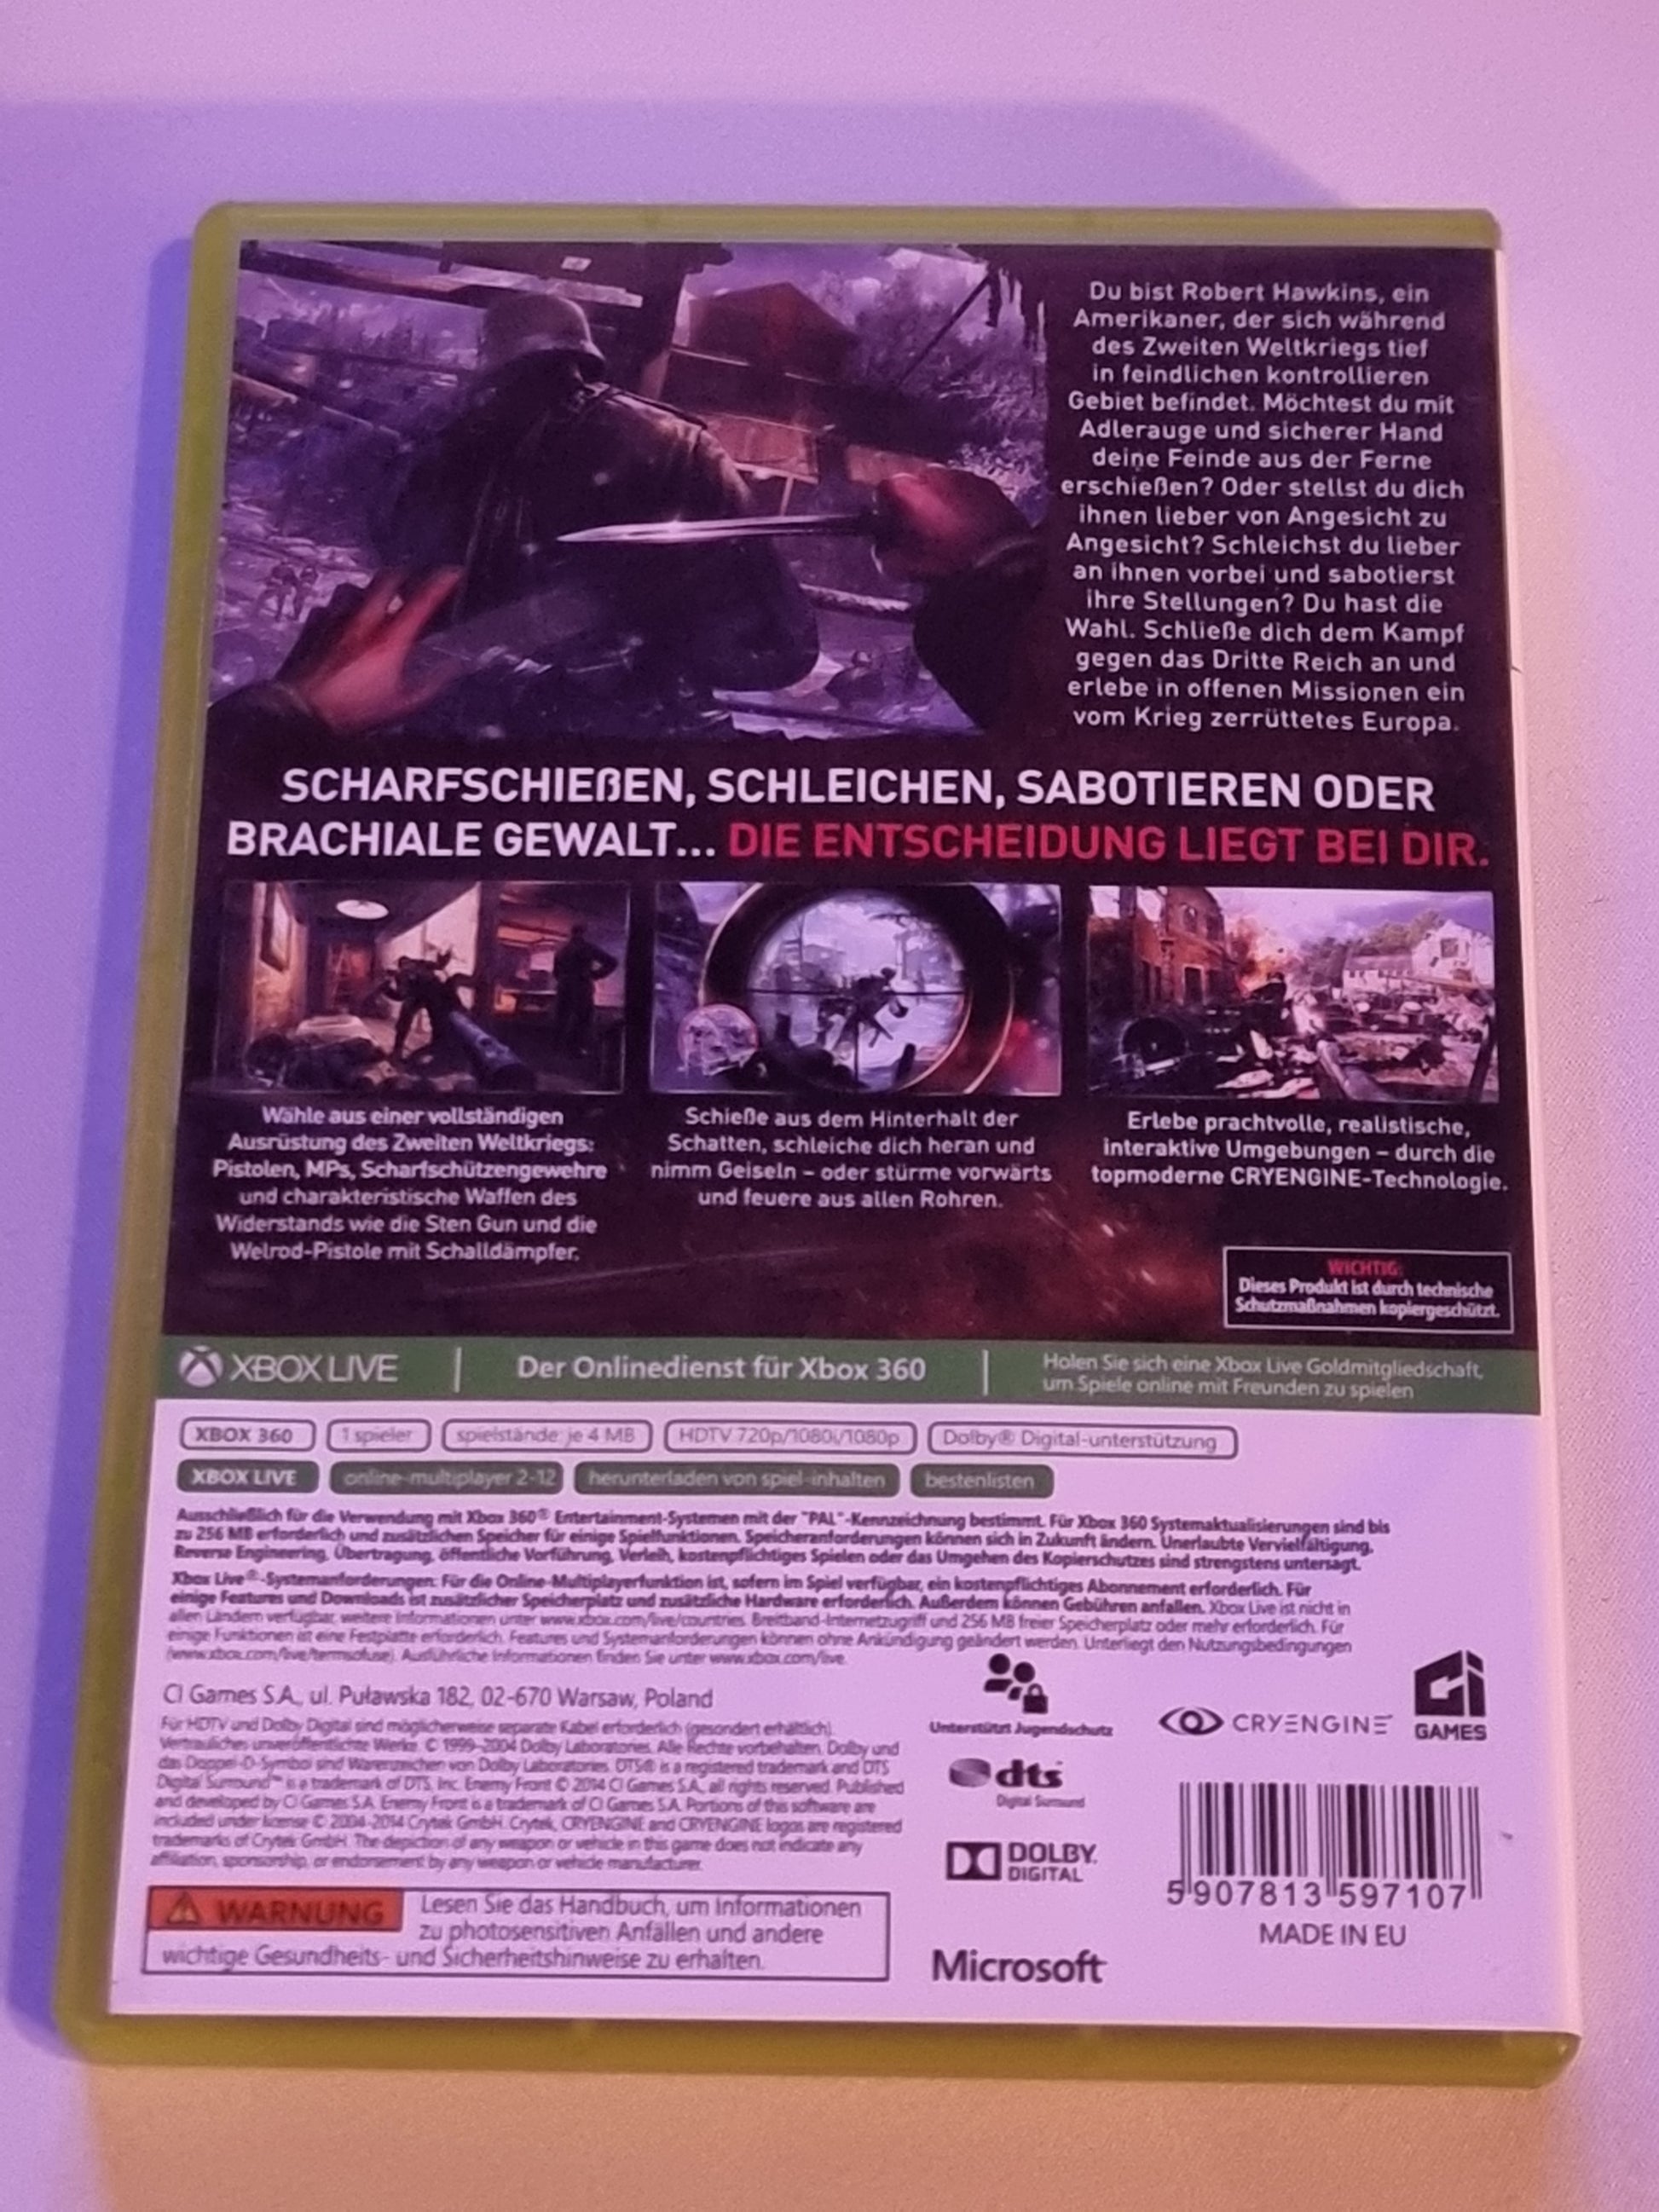 Du bist Robert Hawkins, ein
Amerikaner, der sich während
des Zweiten Weltkriegs tief
in feindlichen kontrollieren
Gebiet befindet. Möchtest du mit
Adlerauge und sicherer Hand
deine Feinde aus der Ferne
erschießen? Oder stellst du dich
ihnen lieber von Angesicht zu
Angesicht? Schleichst du lieber
an ihnen vorbei und sabotierst
ihre Stellungen? Du hast die
Wahl. Schließe dich dem Kampf
gegen das Dritte Reich an und
erlebe in offenen Missionen ein
vom Krieg zerrüttetes Europa.
SCHARFSCHIEßEN, SCHLEICHEN, SABOTIEREN ODER
BRACHIALE GEWALT... DIE ENTSCHEIDUNG LIEGT BEI DIR.
Wähle aus einer vollständigen
Ausrüstung des Zweiten Weltkriegs:
Pistolen, MPs, Scharfschützengewehre
und charakteristische Waffen des
Widerstands wie die Sten Gun und die
Welrod-Pistole mit Schalldämpfer.
Schieße aus dem Hinterhalt der
Schatten, schleiche dich heran und
nimm Geiseln – oder stürme vorwärts
und feuere aus allen Rohren.
Erlebe prachtvolle, realistische,
interaktive Umgebungen – durch die
topmoderne CRYENGINE-Technologie.
WICHTIG:
Dieses Produkt ist durch technische
Schutzmaßnahmen kopiergeschützt.
XBOX LIVE | Der Onlinedienst für Xbox 360 | Holen Sie sich eine Xbox Live Goldmitgliedschaft,
um Spiele online mit Freunden zu spielen
XBOX 360 1 spieler spielstände: je 4 MB HDTV 720p/1080i/1080p Dolby® Digital-unterstützung
XBOX LIVE online-multiplayer 2-12 herunterladen von spiel-inhalten bestenlisten
Ausschließlich für die Verwendung mit Xbox 360® Entertainment-Systemen mit der "PAL"-Kennzeichnung bestimmt. Für Xbox 360 Systemaktualisierungen sind bis
zu 256 MB erforderlich und zusätzlichen Speicher für einige Spielfunktionen. Speicheranforderungen können sich in Zukunft ändern. Unerlaubte Vervielfältigung,
Reverse Engineering, Übertragung, öffentliche Vorführung, Verleih, kostenpflichtiges Spielen oder das Umgehen des Kopierschutzes sind strengstens untersagt.
Xbox Live®-Systemanforderungen: Für die Online-Multiplayerfunktion ist, sofern im Spiel verfügbar, ein kostenpflichtiges Abonnement erforderlich. Für
einige Features und Downloads ist zusätzlicher Speicherplatz und zusätzliche Hardware erforderlich. Außerdem können Gebühren anfallen. Xbox Live ist nicht in
allen Ländern verfügbar, weitere Informationen unter www.xbox.com/live/countries. Breitband-Internetzugriff und 256 MB freier Speicherplatz oder mehr erforderlich. Für
einige Funktionen ist eine Festplatte erforderlich. Features und Systemanforderungen können ohne Ankündigung geändert werden. Unterliegt den Nutzungsbedingungen
(www.xbox.com/live/termsofuse). Ausführliche Informationen finden Sie unter www.xbox.com/live.
CI Games S.A., ul. Puławska 182, 02-670 Warsaw, Poland
Für HDTV und Dolby Digital sind möglicherweise separate Kabel erforderlich (gesondert erhältlich).
Vertrauliches unveröffentlichte Werke. © 1999–2004 Dolby Laboratories. Alle Rechte vorbehalten. Dolby und
das Doppel-D-Symbol sind Warenzeichen von Dolby Laboratories. DTS® is a registered trademark and DTS
Digital Surround™ is a trademark of DTS, Inc. Enemy Front © 2014 CI Games S.A., all rights reserved. Published
and developed by CI Games S.A. Enemy Front is a trademark of CI Games S.A. Portions of this software are
included under license © 2004-2014 Crytek GmbH. Crytek, CRYENGINE and CRYENGINE logos are registered
trademarks of Crytek GmbH. The depiction of any weapon or vehicle in this game does not indicate any
affiliation, sponsorship, or endorsement by any weapon or vehicle manufacturer.
WARNUNG Lesen Sie das Handbuch, um Informationen
zu photosensitiven Anfällen und andere
wichtige Gesundheits- und Sicherheitshinweise zu erhalten.
Unterstützt Jugendschutz
dts
Digital Surround
DOLBY
DIGITAL
Microsoft
CRYENGINE®
Ci
GAMES
5 907813 597107
MADE IN EU